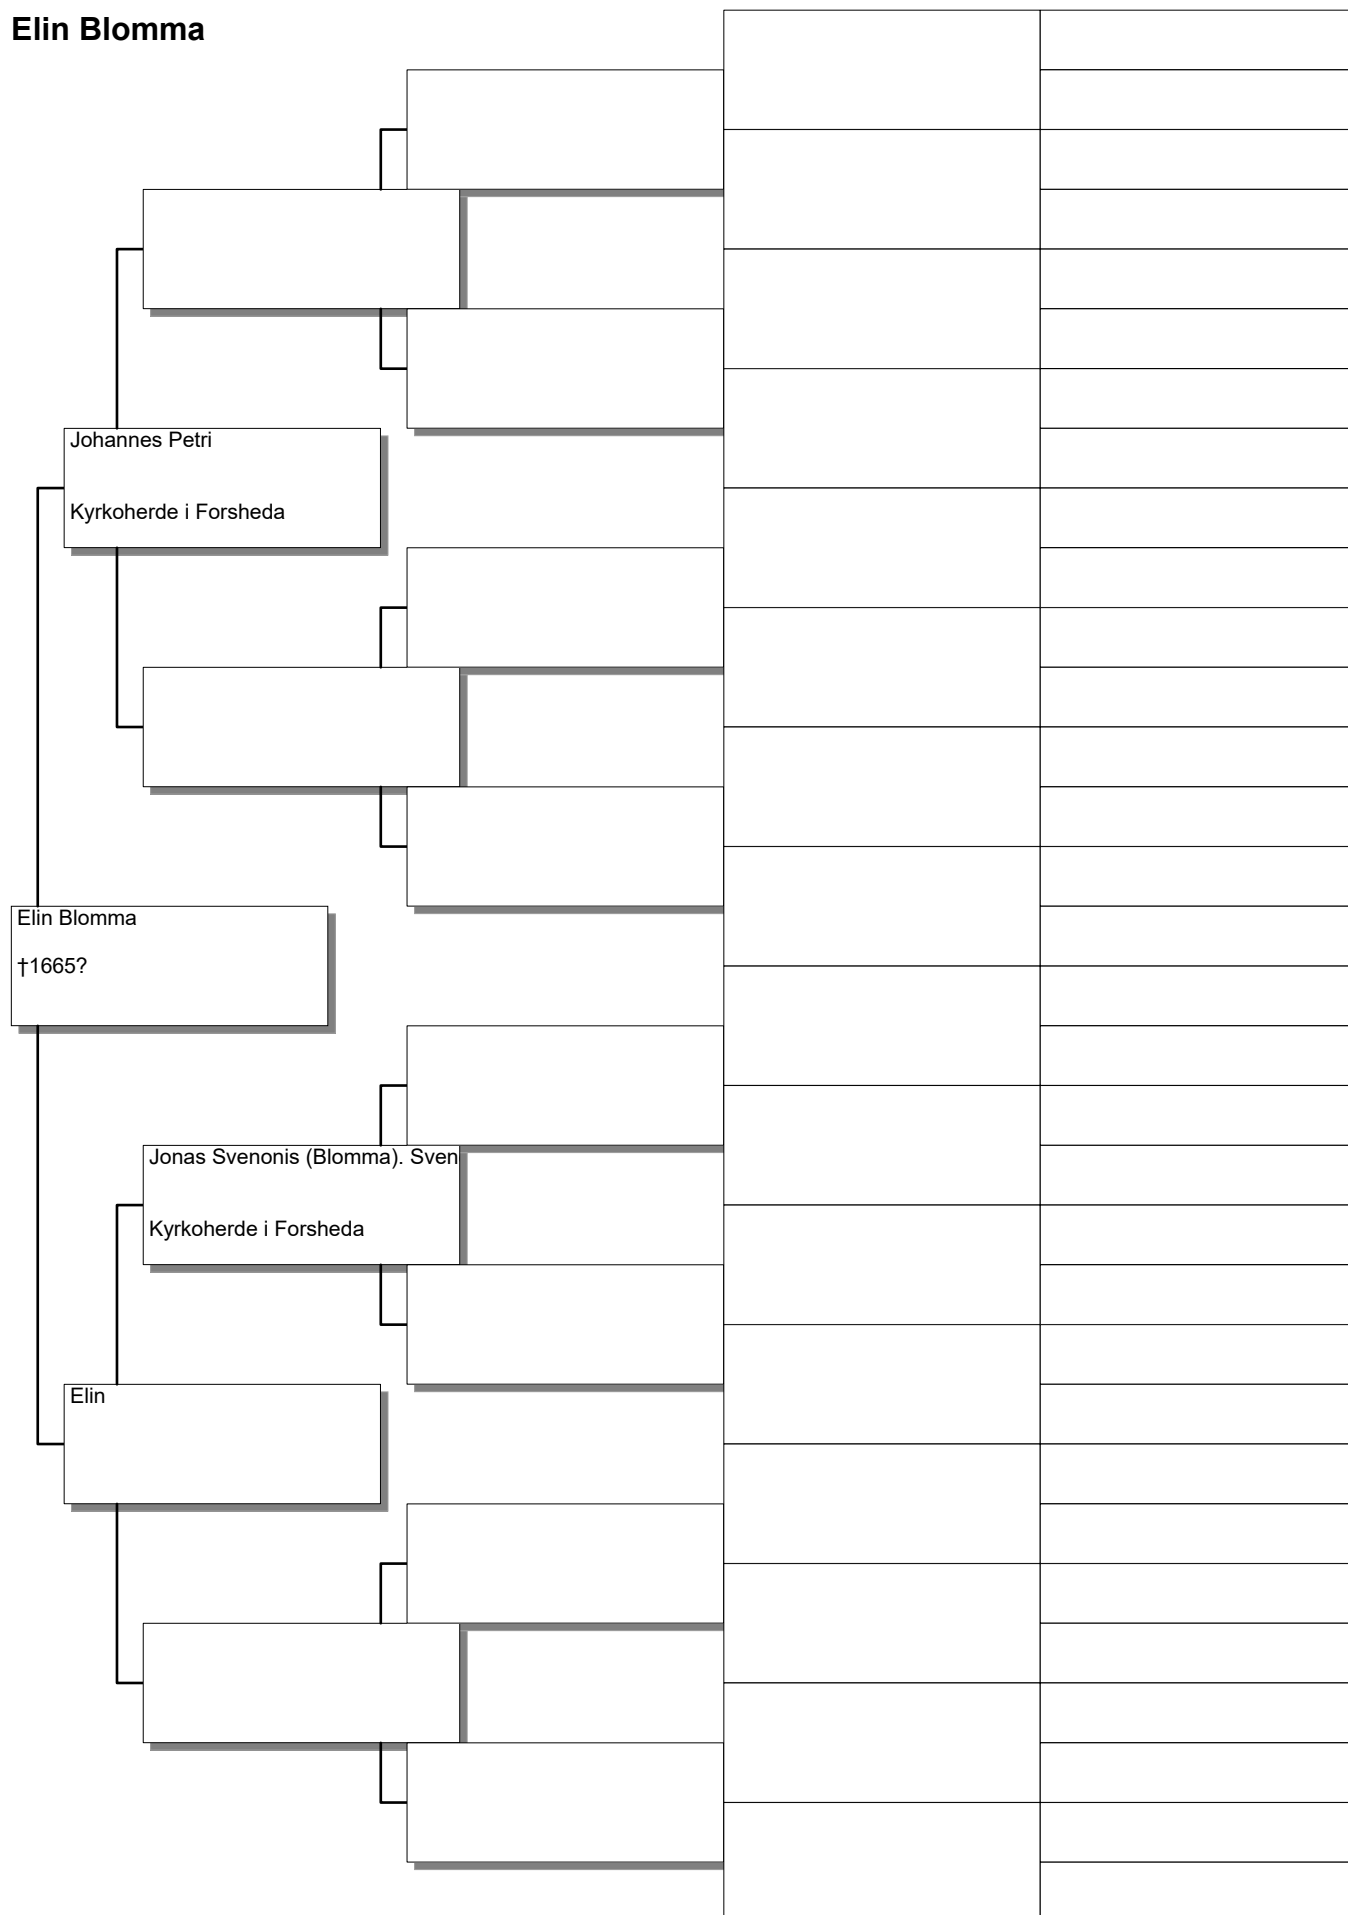 Elin Blomma
Johannes Petri
Kyrkoherde i Forsheda
Elin Blomma
†1665?
Jonas Svenonis (Blomma). Sven
Kyrkoherde i Forsheda
Elin